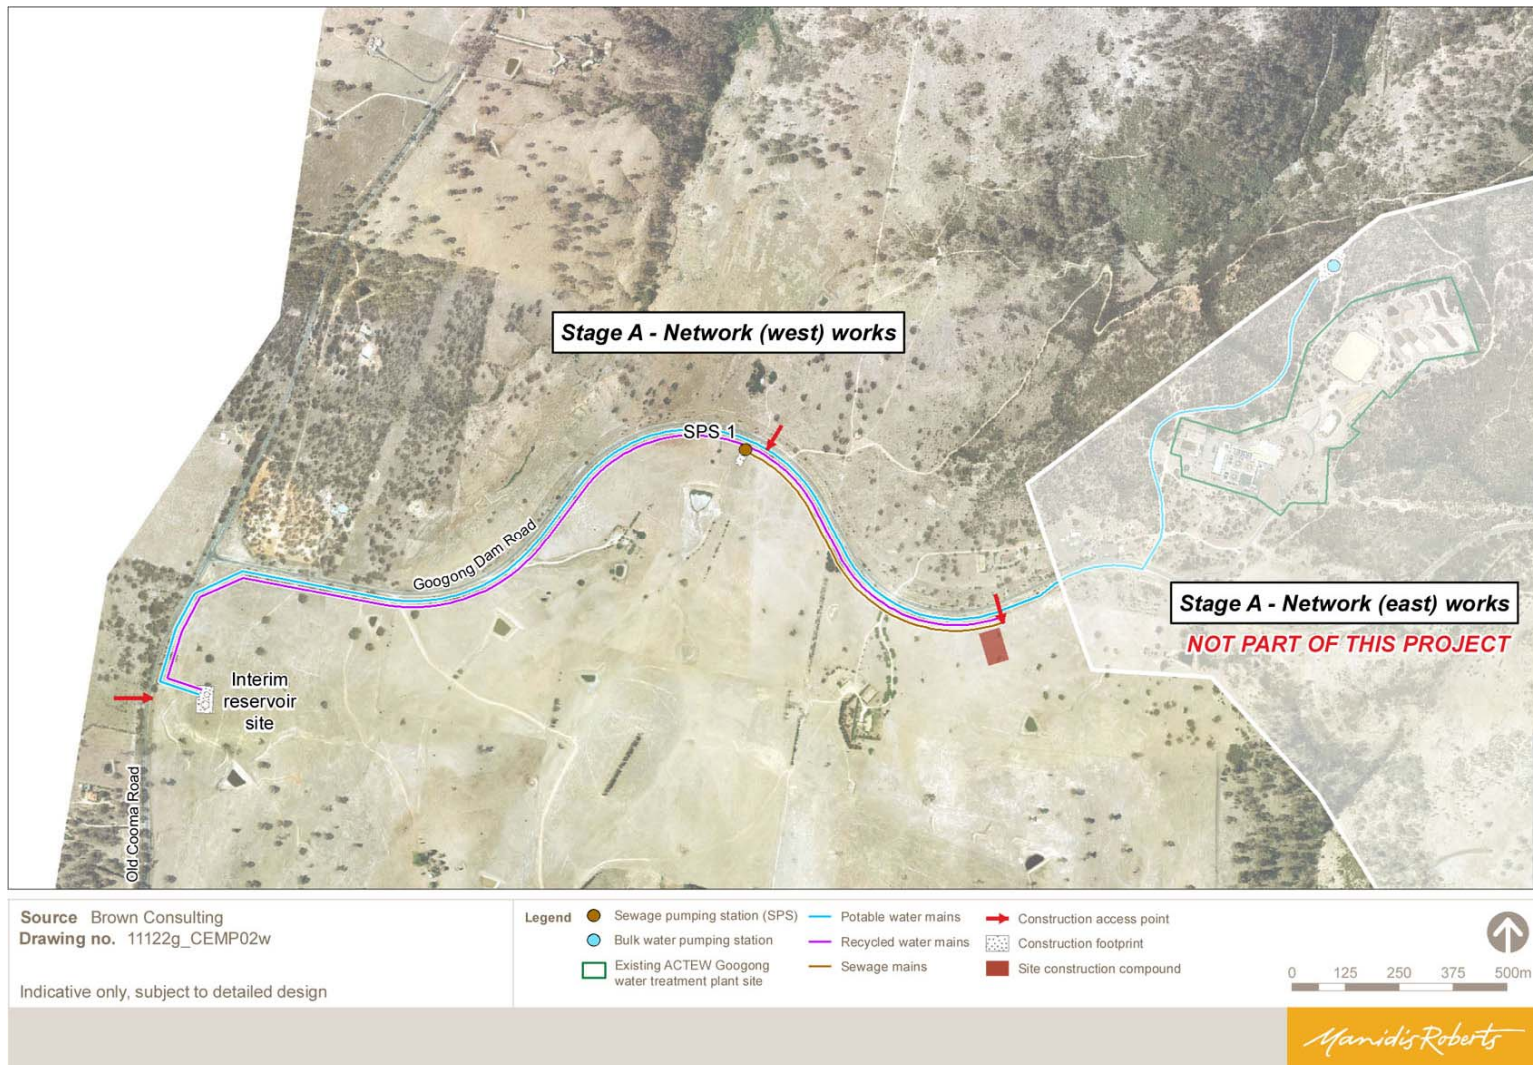 Stage A - Network (west) works
SPS 1
Googong Dam Road
Stage A - Network (east) works
NOT PART OF THIS PROJECT
Interim
reservoir
site
Old Cooma Road
Source Brown Consulting
Drawing no. 11122g_CEMP02w
Indicative only, subject to detailed design
Legend
Sewage pumping station (SPS)
Bulk water pumping station
Existing ACTEW Googong
water treatment plant site
Potable water mains
Recycled water mains
Sewage mains
Construction access point
Construction footprint
Site construction compound
0 125 250 375 500m
Manidis Roberts